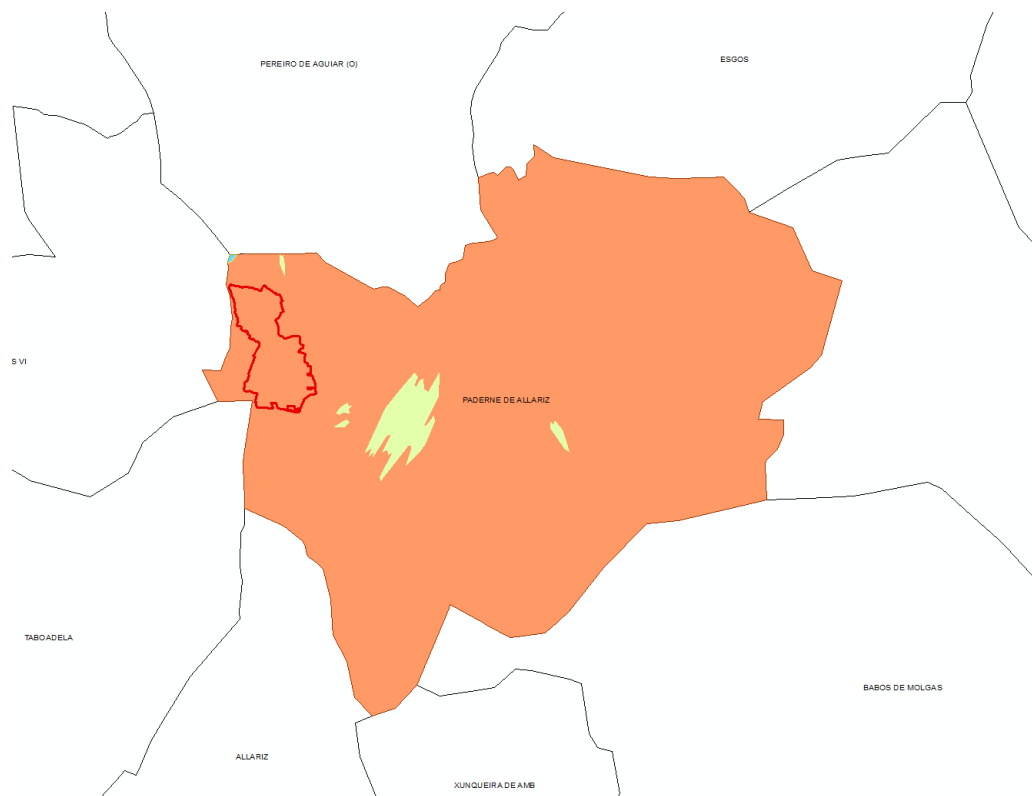 ESGOS
PEREIRO DE AGUIAR (O)
S VI
PADERNE DE ALLARIZ
TABOADELA
BABOS DE MOLGAS
ALLARIZ
XUNQUEIRA DE AMB